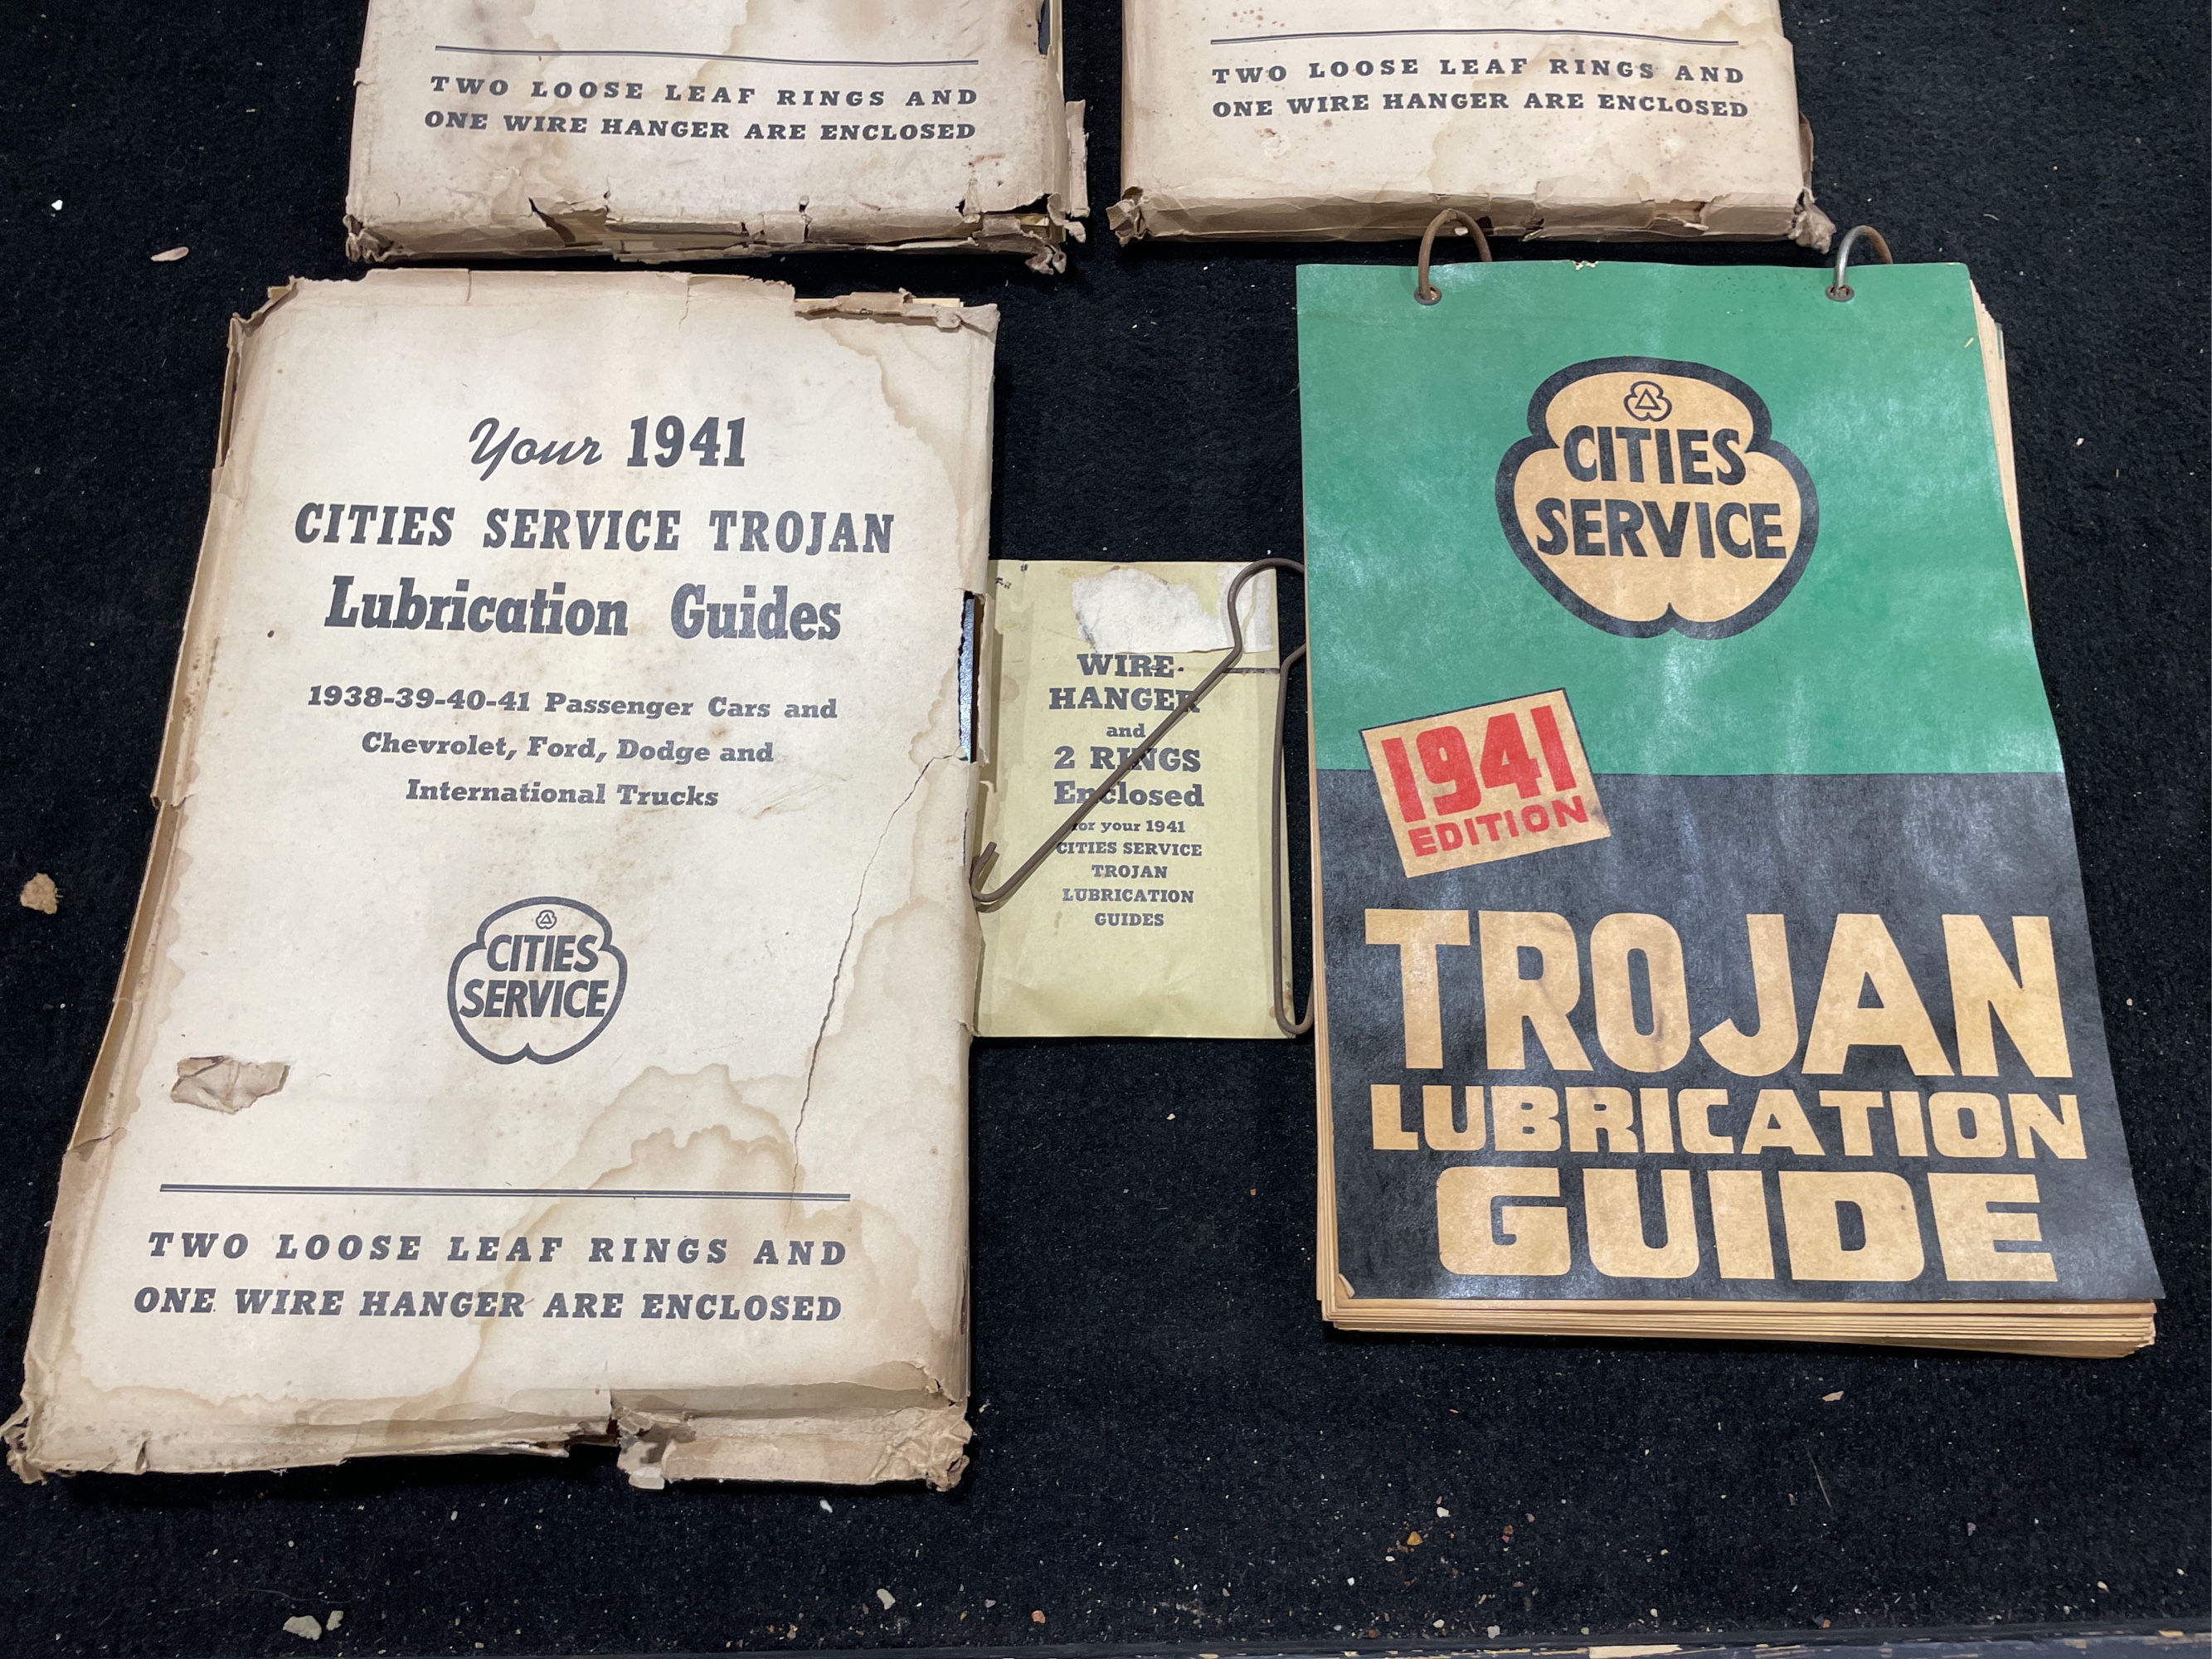 TWO LOOSE LEAF RINGS AND
ONE WIRE HANGER ARE ENCLOSED
TWO LOOSE LEAF RINGS AND
ONE WIRE HANGER ARE ENCLOSED
Your 1941
CITIES SERVICE TROJAN
Lubrication Guides
1938-39-40-41 Passenger Cars and
Chevrolet, Ford, Dodge and
International Trucks
CITIES
SERVICE
TWO LOOSE LEAF RINGS AND
ONE WIRE HANGER ARE ENCLOSED
WIRE-
HANGER
and
2 RINGS
Enclosed
for your 1941
CITIES SERVICE
TROJAN
LUBRICATION
GUIDES
CITIES
SERVICE
1941
EDITION
TROJAN
LUBRICATION
GUIDE